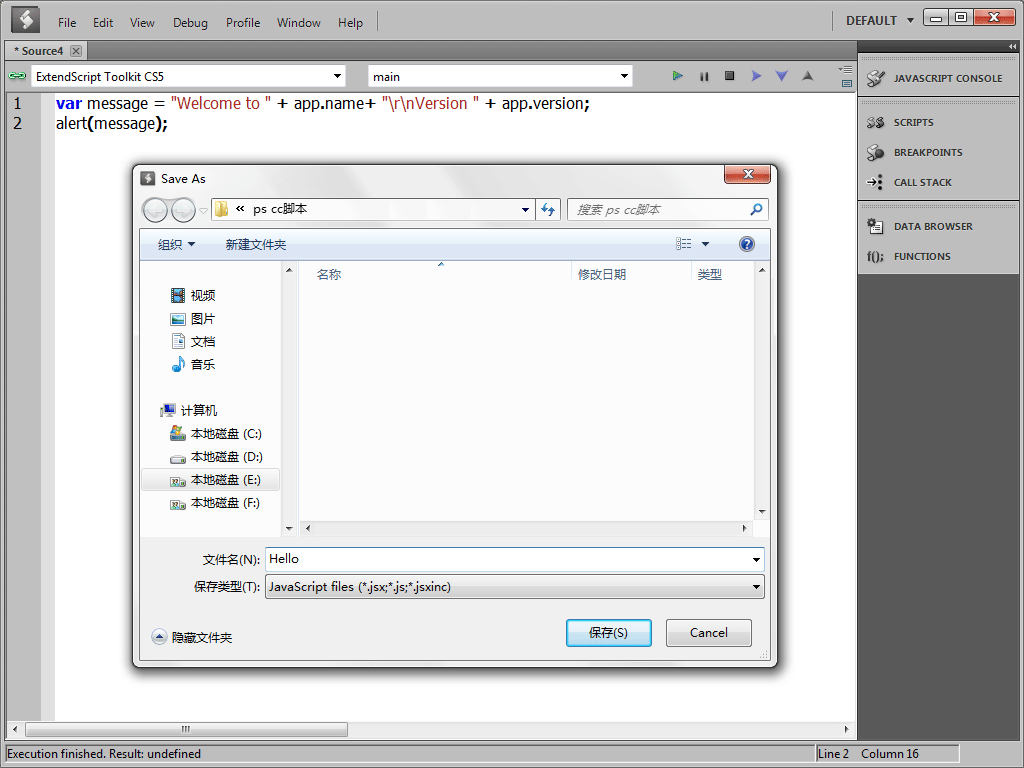 File Edit View Debug Profile Window Help DEFAULT
* Source4
ExtendScript Toolkit CS5 main
1 var message = "Welcome to " + app.name+ "\r\nVersion " + app.version;
2 alert(message);
JAVASCRIPT CONSOLE
SCRIPTS
BREAKPOINTS
CALL STACK
DATA BROWSER
f(); FUNCTIONS
Save As
« ps cc脚本 搜索 ps cc脚本
组织 新建文件夹
名称 修改日期 类型
视频
图片
文档
音乐
计算机
本地磁盘 (C:)
本地磁盘 (D:)
本地磁盘 (E:)
本地磁盘 (F:)
文件名(N): Hello
保存类型(T): JavaScript files (*.jsx;*.js;*.jsxinc)
隐藏文件夹 保存(S) Cancel
Execution finished. Result: undefined Line 2 Column 16